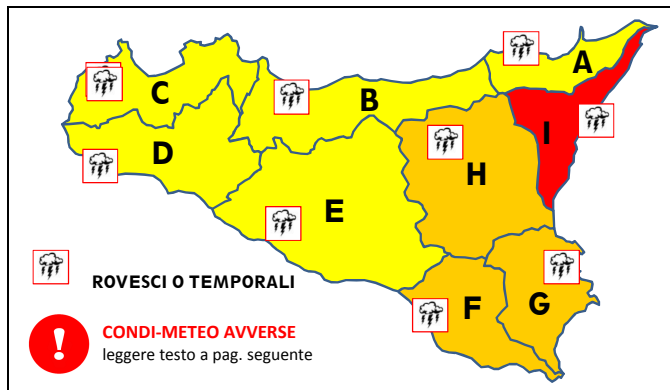 A
C
B
I
D
H
E
F
G
ROVESCI O TEMPORALI
!
CONDI-METEO AVVERSE
leggere testo a pag. seguente